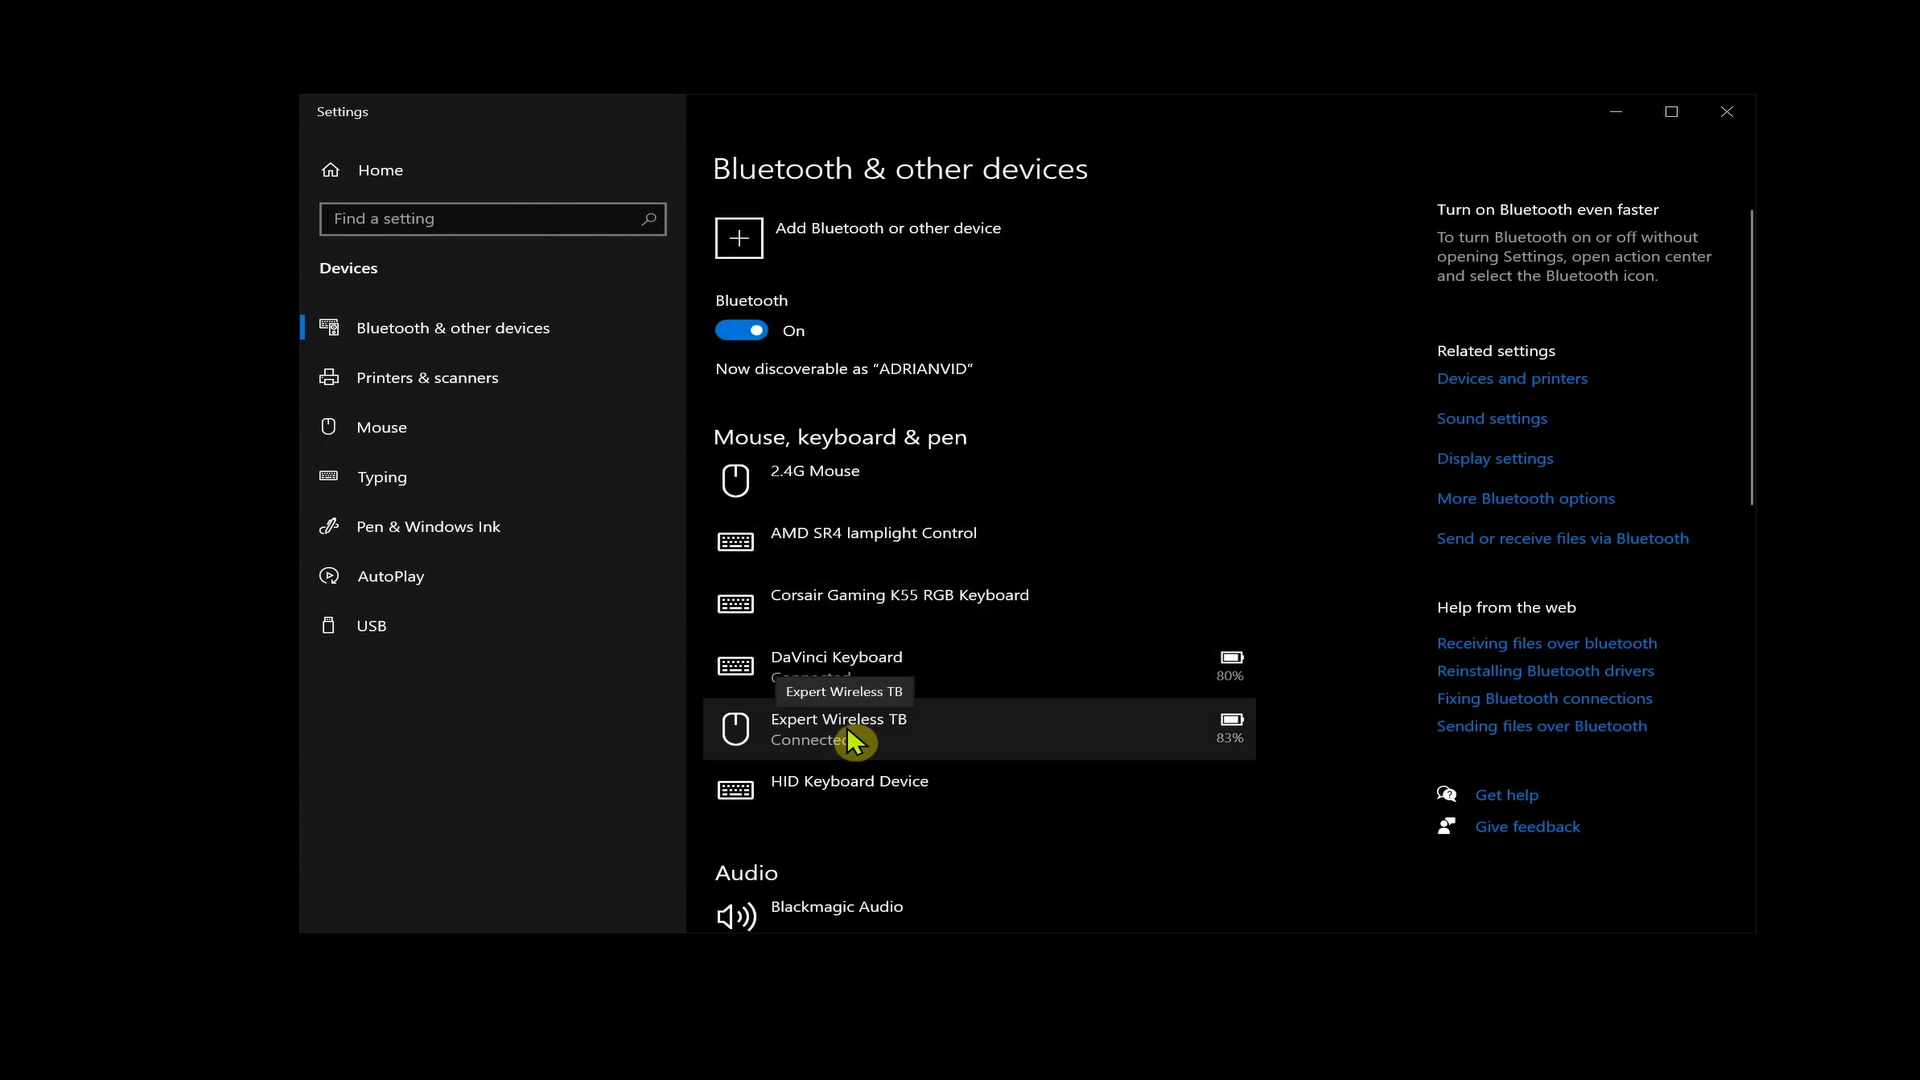 Settings
Home
Find a setting
Devices
Bluetooth & other devices
Printers & scanners
Mouse
Typing
Pen & Windows Ink
AutoPlay
USB
Bluetooth & other devices
Add Bluetooth or other device
Bluetooth
On
Now discoverable as “ADRIANVID”
Mouse, keyboard & pen
2.4G Mouse
AMD SR4 lamplight Control
Corsair Gaming K55 RGB Keyboard
DaVinci Keyboard
Connected
80%
Expert Wireless TB
Expert Wireless TB
Connected
83%
HID Keyboard Device
Audio
Blackmagic Audio
Turn on Bluetooth even faster
To turn Bluetooth on or off without
opening Settings, open action center
and select the Bluetooth icon.
Related settings
Devices and printers
Sound settings
Display settings
More Bluetooth options
Send or receive files via Bluetooth
Help from the web
Receiving files over bluetooth
Reinstalling Bluetooth drivers
Fixing Bluetooth connections
Sending files over Bluetooth
Get help
Give feedback